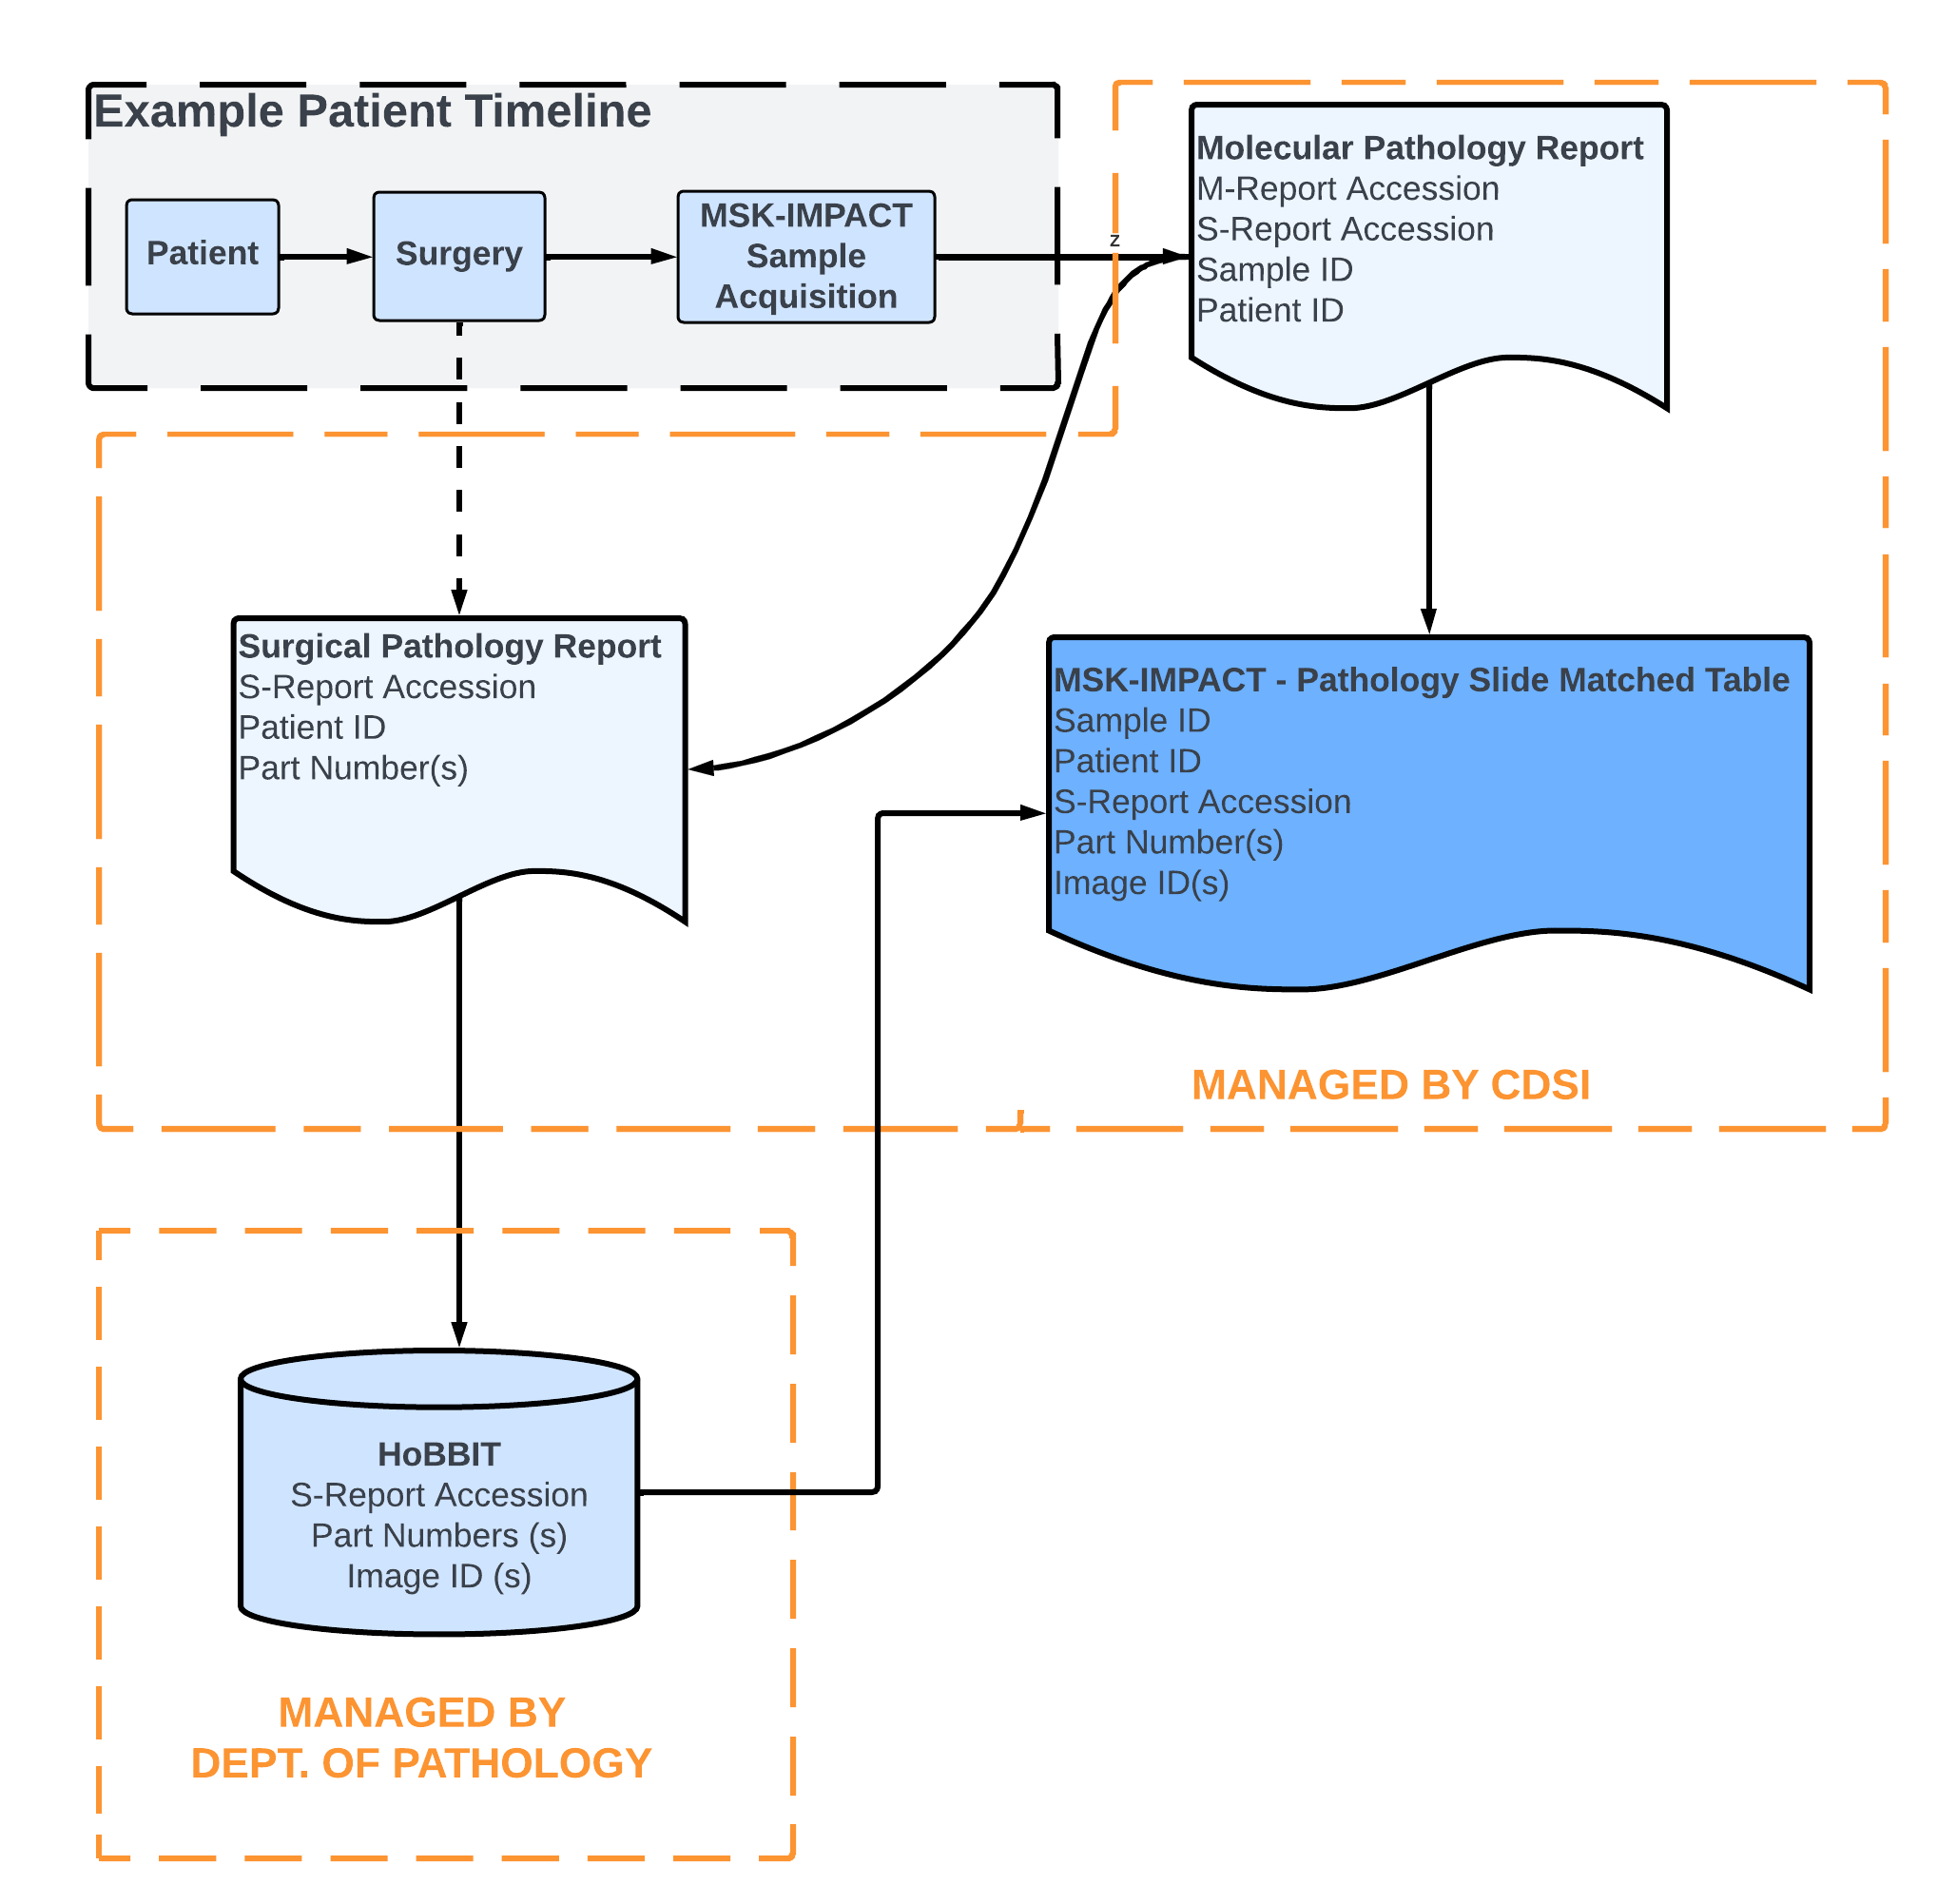 Example Patient Timeline
Patient
Surgery
MSK-IMPACT
Sample
Acquisition
z
Molecular Pathology Report
M-Report Accession
S-Report Accession
Sample ID
Patient ID
Surgical Pathology Report
S-Report Accession
Patient ID
Part Number(s)
MSK-IMPACT - Pathology Slide Matched Table
Sample ID
Patient ID
S-Report Accession
Part Number(s)
Image ID(s)
MANAGED BY CDSI
HoBBIT
S-Report Accession
Part Numbers (s)
Image ID (s)
MANAGED BY
DEPT. OF PATHOLOGY